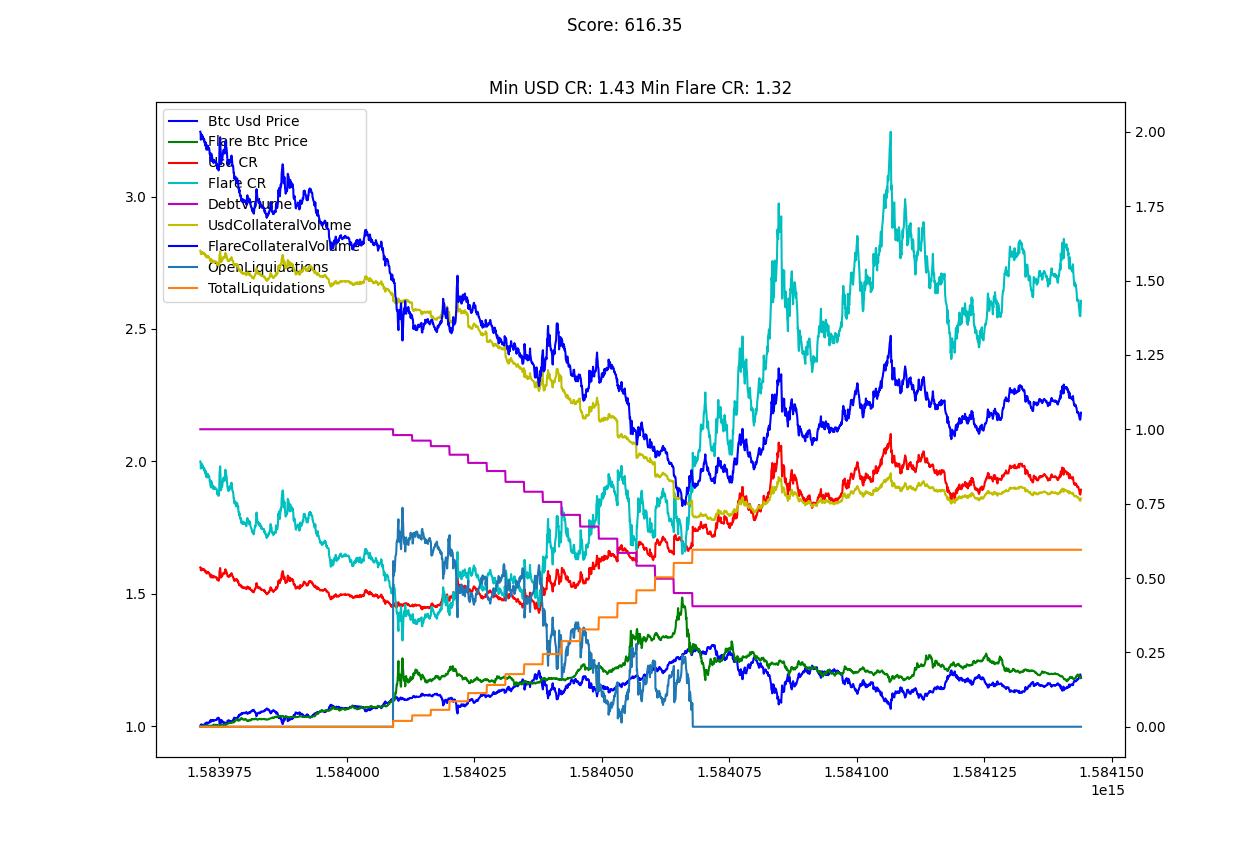 Score: 616.35
Min USD CR: 1.43 Min Flare CR: 1.32
Btc Usd Price
Flare Btc Price
Usd CR
Flare CR
DebtVolume
UsdCollateralVolume
FlareCollateralVolume
OpenLiquidations
TotalLiquidations
3.0
2.5
2.0
1.5
1.0
2.00
1.75
1.50
1.25
1.00
0.75
0.50
0.25
0.00
1.583975
1.584000
1.584025
1.584050
1.584075
1.584100
1.584125
1.584150
1e15